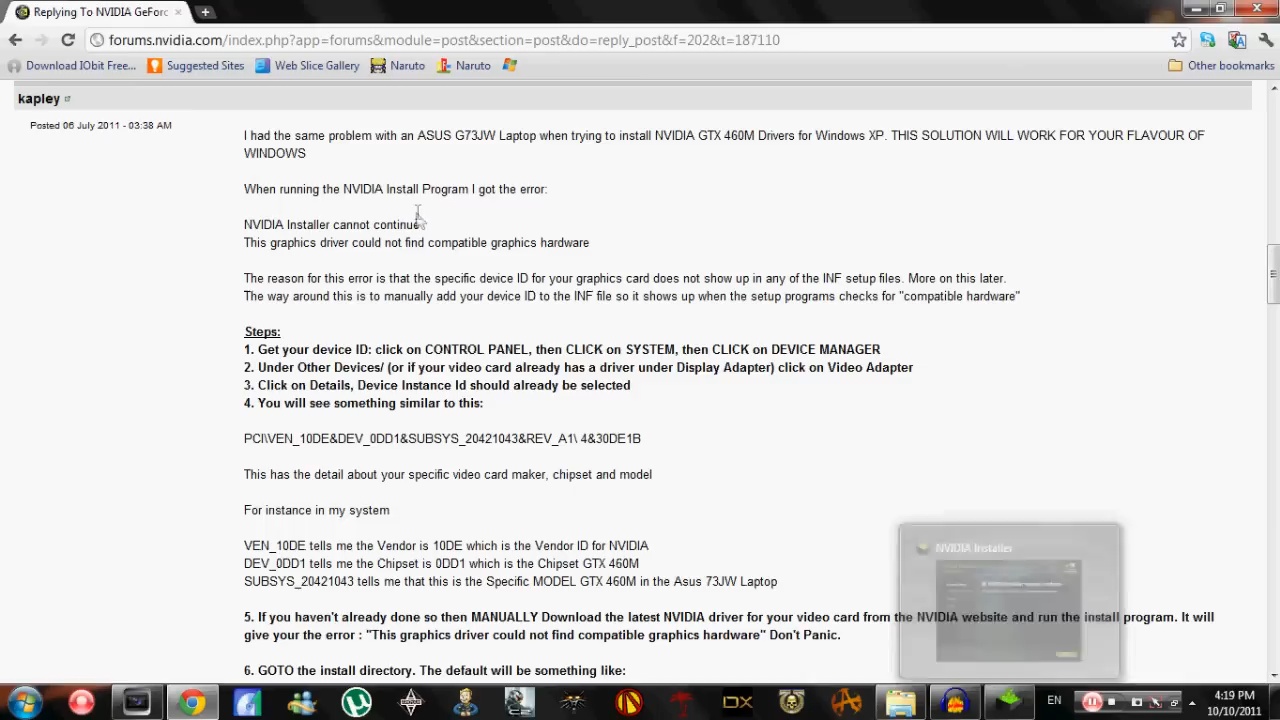 Replying To NVIDIA GeForc
forums.nvidia.com/index.php?app=forums&module=post&section=post&do=reply_post&f=202&t=187110
Download IObit Free... Suggested Sites Web Slice Gallery Naruto Naruto Other bookmarks
kapley
Posted 06 July 2011 - 03:38 AM
I had the same problem with an ASUS G73JW Laptop when trying to install NVIDIA GTX 460M Drivers for Windows XP. THIS SOLUTION WILL WORK FOR YOUR FLAVOUR OF
WINDOWS
When running the NVIDIA Install Program I got the error:
NVIDIA Installer cannot continue
This graphics driver could not find compatible graphics hardware
The reason for this error is that the specific device ID for your graphics card does not show up in any of the INF setup files. More on this later.
The way around this is to manually add your device ID to the INF file so it shows up when the setup programs checks for "compatible hardware"
Steps:
1. Get your device ID: click on CONTROL PANEL, then CLICK on SYSTEM, then CLICK on DEVICE MANAGER
2. Under Other Devices/ (or if your video card already has a driver under Display Adapter) click on Video Adapter
3. Click on Details, Device Instance Id should already be selected
4. You will see something similar to this:
PCI\VEN_10DE&DEV_0DD1&SUBSYS_20421043&REV_A1\ 4&30DE1B
This has the detail about your specific video card maker, chipset and model
For instance in my system
VEN_10DE tells me the Vendor is 10DE which is the Vendor ID for NVIDIA
DEV_0DD1 tells me the Chipset is 0DD1 which is the Chipset GTX 460M
SUBSYS_20421043 tells me that this is the Specific MODEL GTX 460M in the Asus 73JW Laptop
NVIDIA Installer
5. If you haven't already done so then MANUALLY Download the latest NVIDIA driver for your video card from the NVIDIA website and run the install program. It will
give your the error : "This graphics driver could not find compatible graphics hardware" Don't Panic.
6. GOTO the install directory. The default will be something like:
DX
EN
4:19 PM
10/10/2011